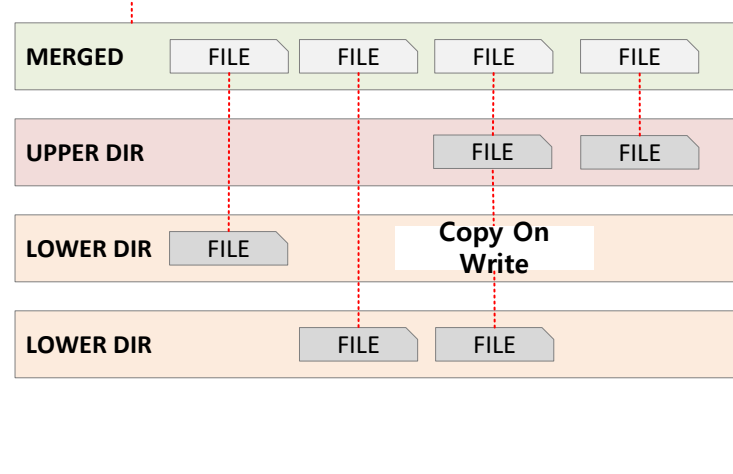 MERGED FILE FILE FILE FILE
UPPER DIR FILE FILE
LOWER DIR FILE Copy On
Write
LOWER DIR FILE FILE